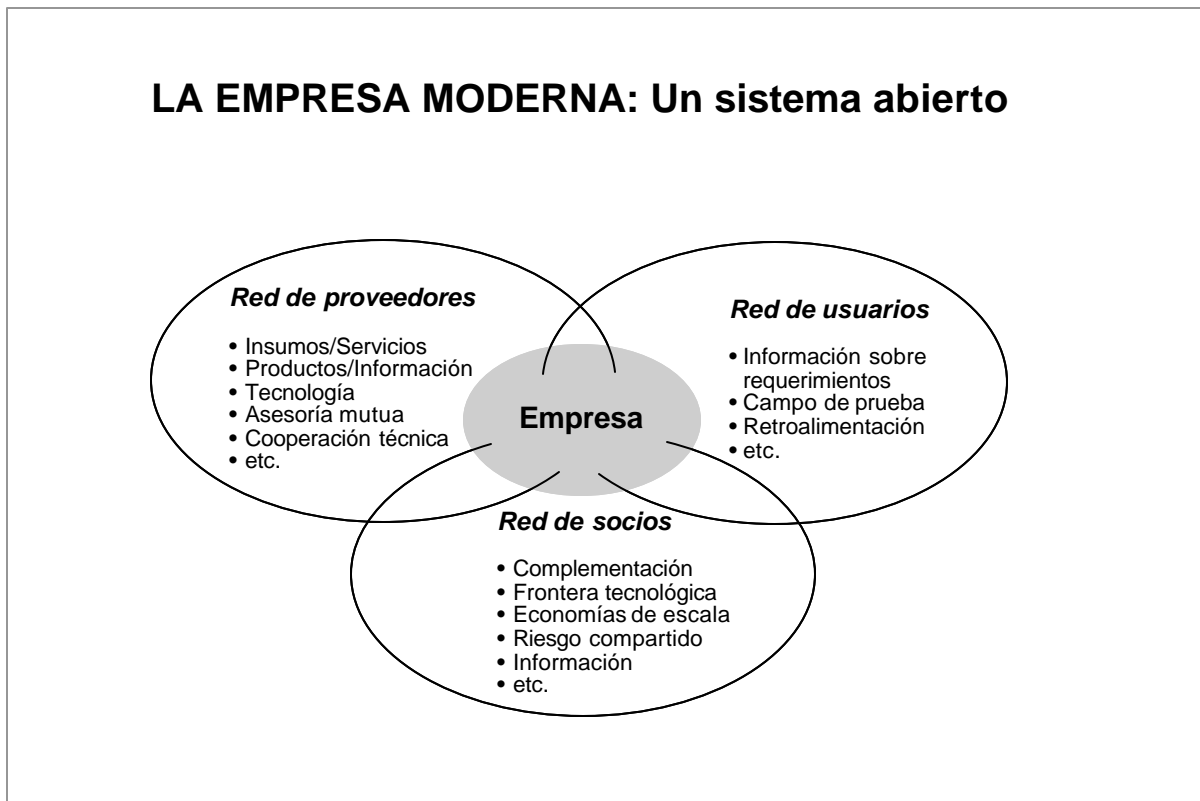 LA EMPRESA MODERNA: Un sistema abierto
Red de proveedores
• Insumos/Servicios
• Productos/Información
• Tecnología
• Asesoría mutua
• Cooperación técnica
• etc.
Red de usuarios
• Información sobre
requerimientos
• Campo de prueba
• Retroalimentación
• etc.
Empresa
Red de socios
• Complementación
• Frontera tecnológica
• Economías de escala
• Riesgo compartido
• Información
• etc.